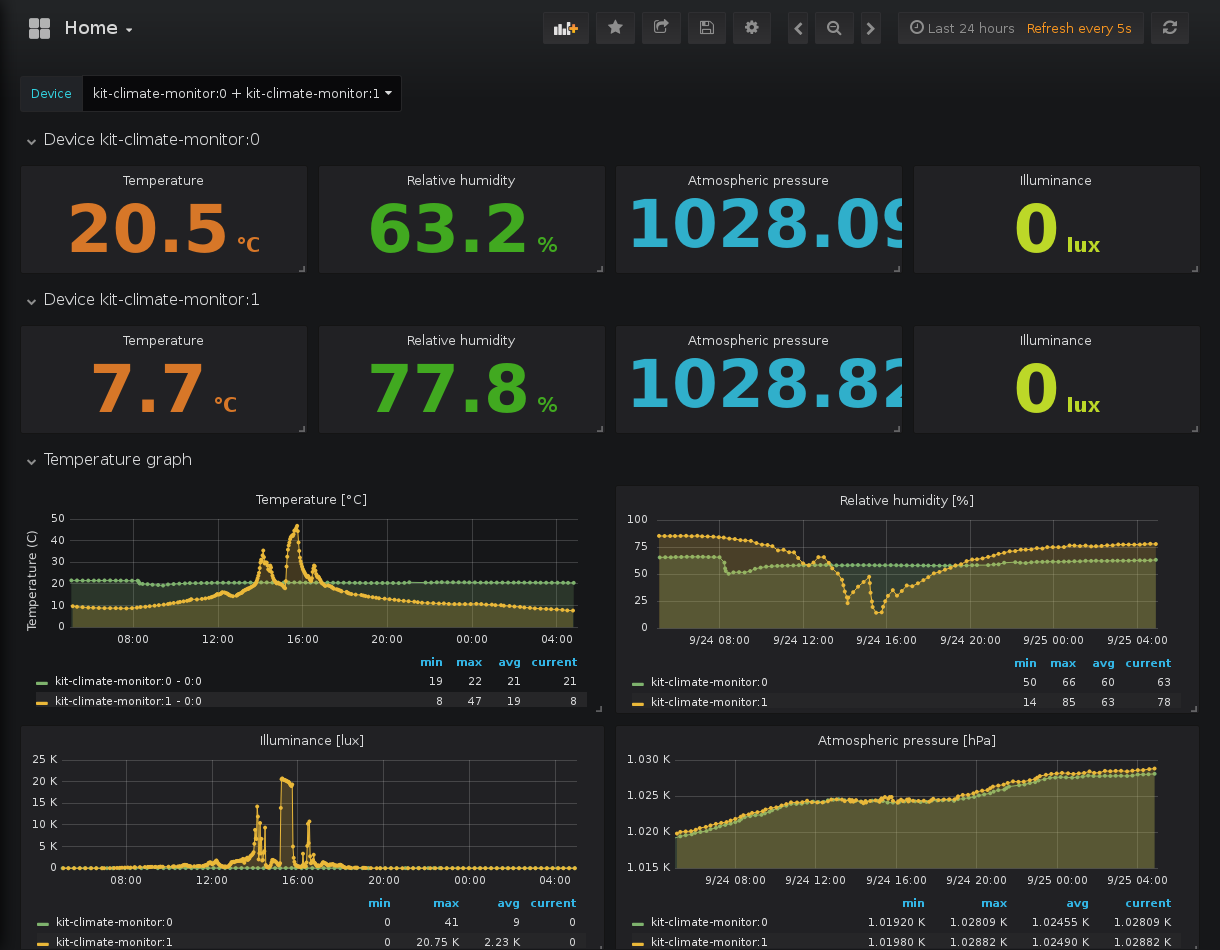 Home
Last 24 hours Refresh every 5s
Device kit-climate-monitor:0 + kit-climate-monitor:1
Device kit-climate-monitor:0
Temperature Relative humidity Atmospheric pressure Illuminance
20.5 °C 63.2 % 1028.09 0 lux
Device kit-climate-monitor:1
Temperature Relative humidity Atmospheric pressure Illuminance
7.7 °C 77.8 % 1028.82 0 lux
Temperature graph
Temperature [°C]
Temperature (C)
50
40
30
20
10
0
08:00 12:00 16:00 20:00 00:00 04:00
min max avg current
kit-climate-monitor:0 - 0:0 19 22 21 21
kit-climate-monitor:1 - 0:0 8 47 19 8
Relative humidity [%]
100
75
50
25
0
9/24 08:00 9/24 12:00 9/24 16:00 9/24 20:00 9/25 00:00 9/25 04:00
min max avg current
kit-climate-monitor:0 50 66 60 63
kit-climate-monitor:1 14 85 63 78
Illuminance [lux]
25 K
20 K
15 K
10 K
5 K
0
08:00 12:00 16:00 20:00 00:00 04:00
min max avg current
kit-climate-monitor:0 0 41 9 0
kit-climate-monitor:1 0 20.75 K 2.23 K 0
Atmospheric pressure [hPa]
1.030 K
1.025 K
1.020 K
1.015 K
9/24 08:00 9/24 12:00 9/24 16:00 9/24 20:00 9/25 00:00 9/25 04:00
min max avg current
kit-climate-monitor:0 1.01920 K 1.02809 K 1.02455 K 1.02809 K
kit-climate-monitor:1 1.01980 K 1.02882 K 1.02490 K 1.02882 K